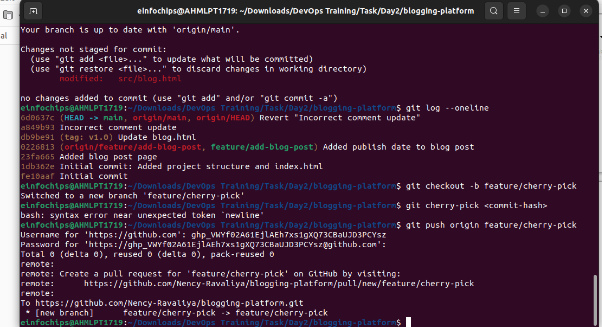 einfochips@AHMLPT1719: ~/Downloads/DevOps Trainings/Task/Day2/blogging-platform
al
Your branch is up to date with 'origin/main'.
Changes not staged for commit:
(use "git add <file>..." to update what will be committed)
(use "git restore <file>..." to discard changes in working directory)
modified:   src/blog.html
no changes added to commit (use "git add" and/or "git commit -a")
einfochips@AHMLPT1719:~/Downloads/DevOps Training/Task/Day2/blogging-platform$ git log --oneline
6d0637c (HEAD -> main, origin/main, origin/HEAD) Revert "Incorrect comment update"
a849b93 Incorrect comment update
db9be91 (tag: v1.0) Update blog.html
0226813 (origin/feature/add-blog-post, feature/add-blog-post) Added publish date to blog post
23fa665 Added blog post page
1db362e Initial commit: Added project structure and index.html
fe10aaf Initial commit
einfochips@AHMLPT1719:~/Downloads/DevOps Training/Task/Day2/blogging-platform$ git checkout -b feature/cherry-pick
Switched to a new branch 'feature/cherry-pick'
einfochips@AHMLPT1719:~/Downloads/DevOps Training/Task/Day2/blogging-platform$ git cherry-pick <commit-hash>
bash: syntax error near unexpected token `newline'
einfochips@AHMLPT1719:~/Downloads/DevOps Training/Task/Day2/blogging-platform$ git push origin feature/cherry-pick
Username for 'https://github.com': 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
Password for 'https://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@github.com':
Total 0 (delta 0), reused 0 (delta 0), pack-reused 0
remote:
remote: Create a pull request for 'feature/cherry-pick' on GitHub by visiting:
remote:      https://github.com/Nency-Ravaliya/blogging-platform/pull/new/feature/cherry-pick
remote:
To https://github.com/Nency-Ravaliya/blogging-platform.git
* [new branch]      feature/cherry-pick -> feature/cherry-pick
einfochips@AHMLPT1719:~/Downloads/DevOps Training/Task/Day2/blogging-platform$